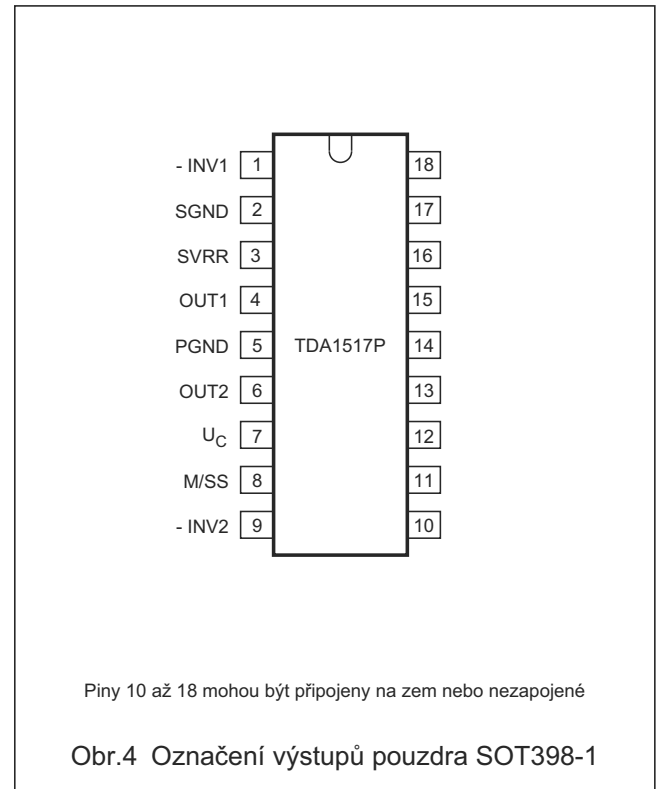 - INV1 1 18
SGND 2 17
SVRR 3 16
OUT1 4 15
PGND 5 TDA1517P 14
OUT2 6 13
UC 7 12
M/SS 8 11
- INV2 9 10
Piny 10 až 18 mohou být připojeny na zem nebo nezapojené
Obr.4 Označení výstupů pouzdra SOT398-1